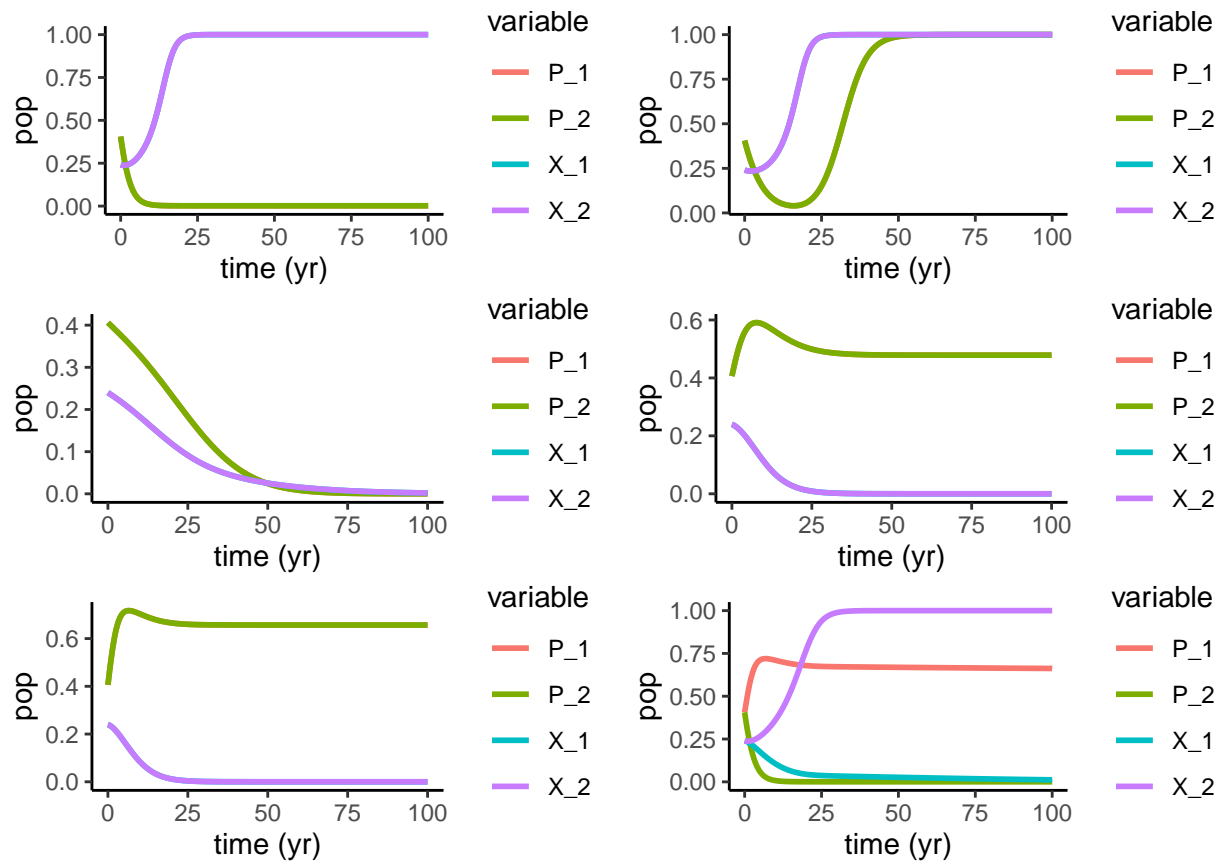 variable
1.00
0.75
0.50
0.25
0.00
pop
0 25 50 75 100
time (yr)
P_1
P_2
X_1
X_2
variable
1.00
0.75
0.50
0.25
0.00
pop
0 25 50 75 100
time (yr)
P_1
P_2
X_1
X_2
variable
0.4
0.3
0.2
0.1
0.0
pop
0 25 50 75 100
time (yr)
P_1
P_2
X_1
X_2
variable
0.6
0.4
0.2
0.0
pop
0 25 50 75 100
time (yr)
P_1
P_2
X_1
X_2
variable
0.6
0.4
0.2
0.0
pop
0 25 50 75 100
time (yr)
P_1
P_2
X_1
X_2
variable
1.00
0.75
0.50
0.25
0.00
pop
0 25 50 75 100
time (yr)
P_1
P_2
X_1
X_2